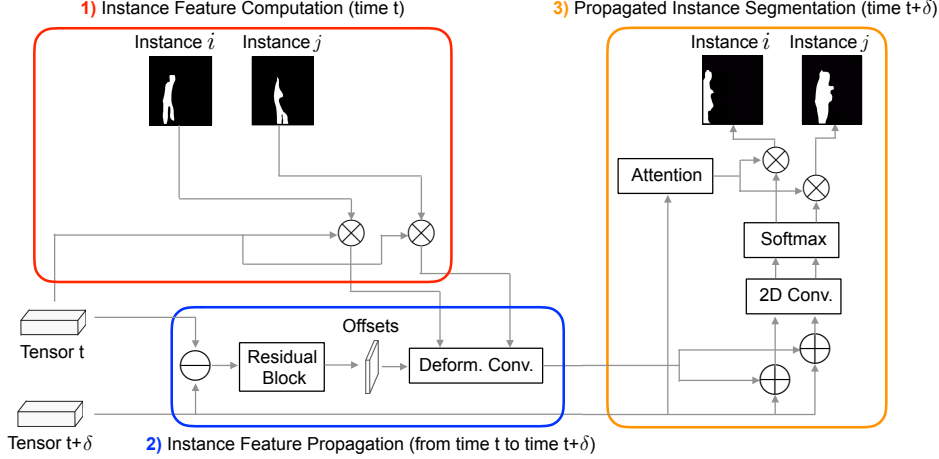 1) Instance Feature Computation (time t)
Instance i
Instance j
3) Propagated Instance Segmentation (time t+δ)
Instance i
Instance j
Attention
Softmax
2D Conv.
Tensor t
Offsets
Residual
Block
Deform. Conv.
Tensor t+δ
2) Instance Feature Propagation (from time t to time t+δ)